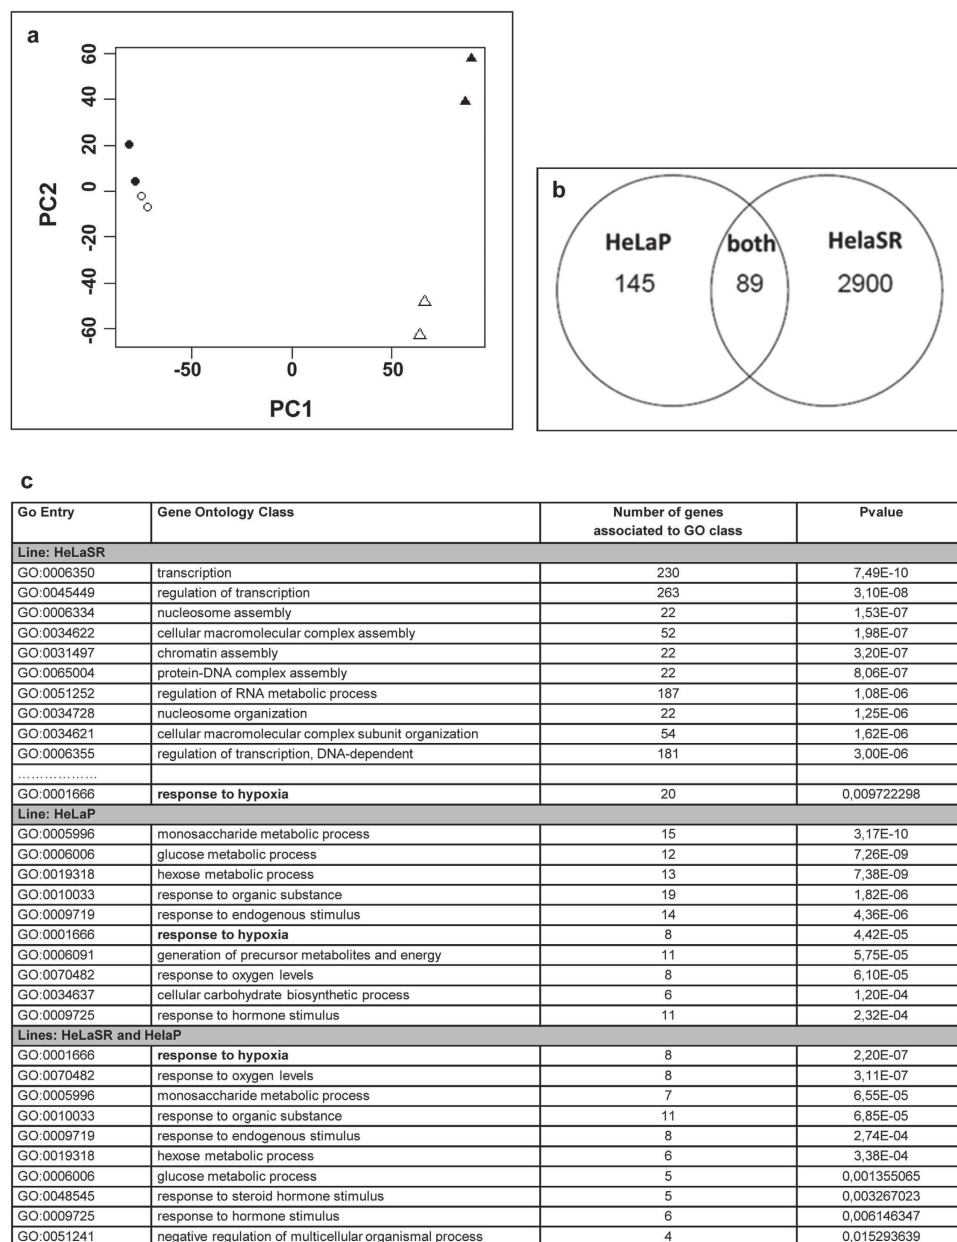 a
60
40
20
0
-20
-40
-60
PC2
-50 0 50
PC1
b
HeLaP both HelaSR
145 89 2900
c
Go Entry Gene Ontology Class Number of genes associated to GO class Pvalue
Line: HeLaSR
GO:0006350 transcription 230 7,49E-10
GO:0045449 regulation of transcription 263 3,10E-08
GO:0006334 nucleosome assembly 22 1,53E-07
GO:0034622 cellular macromolecular complex assembly 52 1,98E-07
GO:0031497 chromatin assembly 22 3,20E-07
GO:0065004 protein-DNA complex assembly 22 8,06E-07
GO:0051252 regulation of RNA metabolic process 187 1,08E-06
GO:0034728 nucleosome organization 22 1,25E-06
GO:0034621 cellular macromolecular complex subunit organization 54 1,62E-06
GO:0006355 regulation of transcription, DNA-dependent 181 3,00E-06
..................
GO:0001666 response to hypoxia 20 0,009722298
Line: HeLaP
GO:0005996 monosaccharide metabolic process 15 3,17E-10
GO:0006006 glucose metabolic process 12 7,26E-09
GO:0019318 hexose metabolic process 13 7,38E-09
GO:0010033 response to organic substance 19 1,82E-06
GO:0009719 response to endogenous stimulus 14 4,36E-06
GO:0001666 response to hypoxia 8 4,42E-05
GO:0006091 generation of precursor metabolites and energy 11 5,75E-05
GO:0070482 response to oxygen levels 8 6,10E-05
GO:0034637 cellular carbohydrate biosynthetic process 6 1,20E-04
GO:0009725 response to hormone stimulus 11 2,32E-04
Lines: HeLaSR and HelaP
GO:0001666 response to hypoxia 8 2,20E-07
GO:0070482 response to oxygen levels 8 3,11E-07
GO:0005996 monosaccharide metabolic process 7 6,55E-05
GO:0010033 response to organic substance 11 6,85E-05
GO:0009719 response to endogenous stimulus 8 2,74E-04
GO:0019318 hexose metabolic process 6 3,38E-04
GO:0006006 glucose metabolic process 5 0,001355065
GO:0048545 response to steroid hormone stimulus 5 0,003267023
GO:0009725 response to hormone stimulus 6 0,006146347
GO:0051241 negative regulation of multicellular organismal process 4 0,015293639